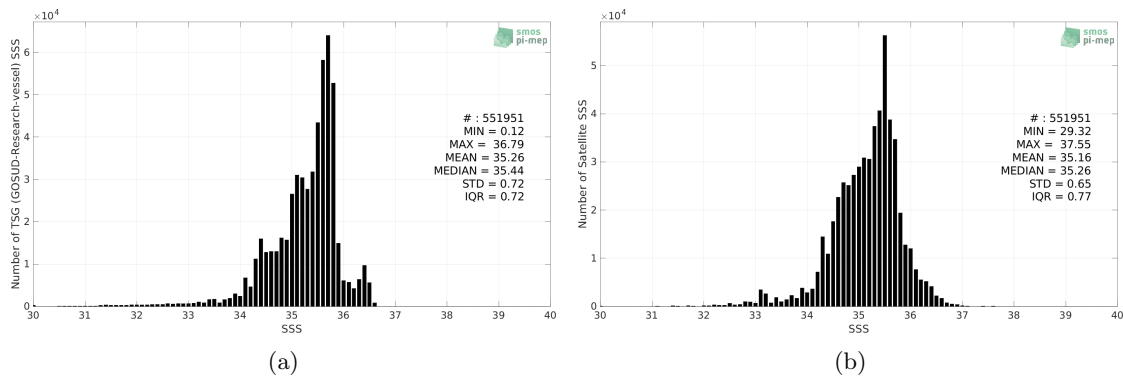 ×10⁴
smos
pi-mep
Number of TSG (GOSUD-Research-vessel) SSS
# : 551951
MIN = 0.12
MAX = 36.79
MEAN = 35.26
MEDIAN = 35.44
STD = 0.72
IQR = 0.72
6
5
4
3
2
1
0
30 31 32 33 34 35 36 37 38 39 40
SSS
(a)
×10⁴
smos
pi-mep
Number of Satellite SSS
# : 551951
MIN = 29.32
MAX = 37.55
MEAN = 35.16
MEDIAN = 35.26
STD = 0.65
IQR = 0.77
5
4
3
2
1
0
30 31 32 33 34 35 36 37 38 39 40
SSS
(b)